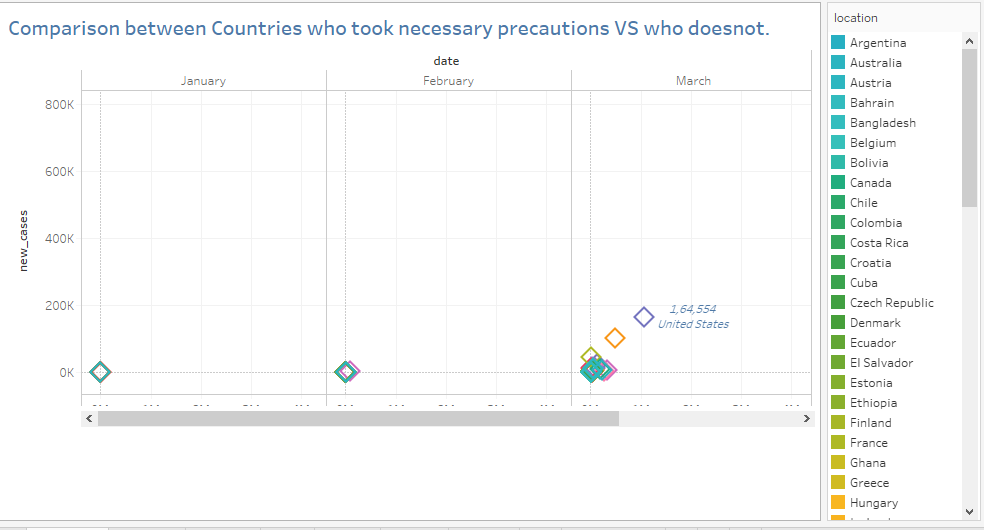 Comparison between Countries who took necessary precautions VS who doesnot.
date
January
February
March
800K
600K
400K
200K
0K
new_cases
1,64,554
United States
location
Argentina
Australia
Austria
Bahrain
Bangladesh
Belgium
Bolivia
Canada
Chile
Colombia
Costa Rica
Croatia
Cuba
Czech Republic
Denmark
Ecuador
El Salvador
Estonia
Ethiopia
Finland
France
Ghana
Greece
Hungary